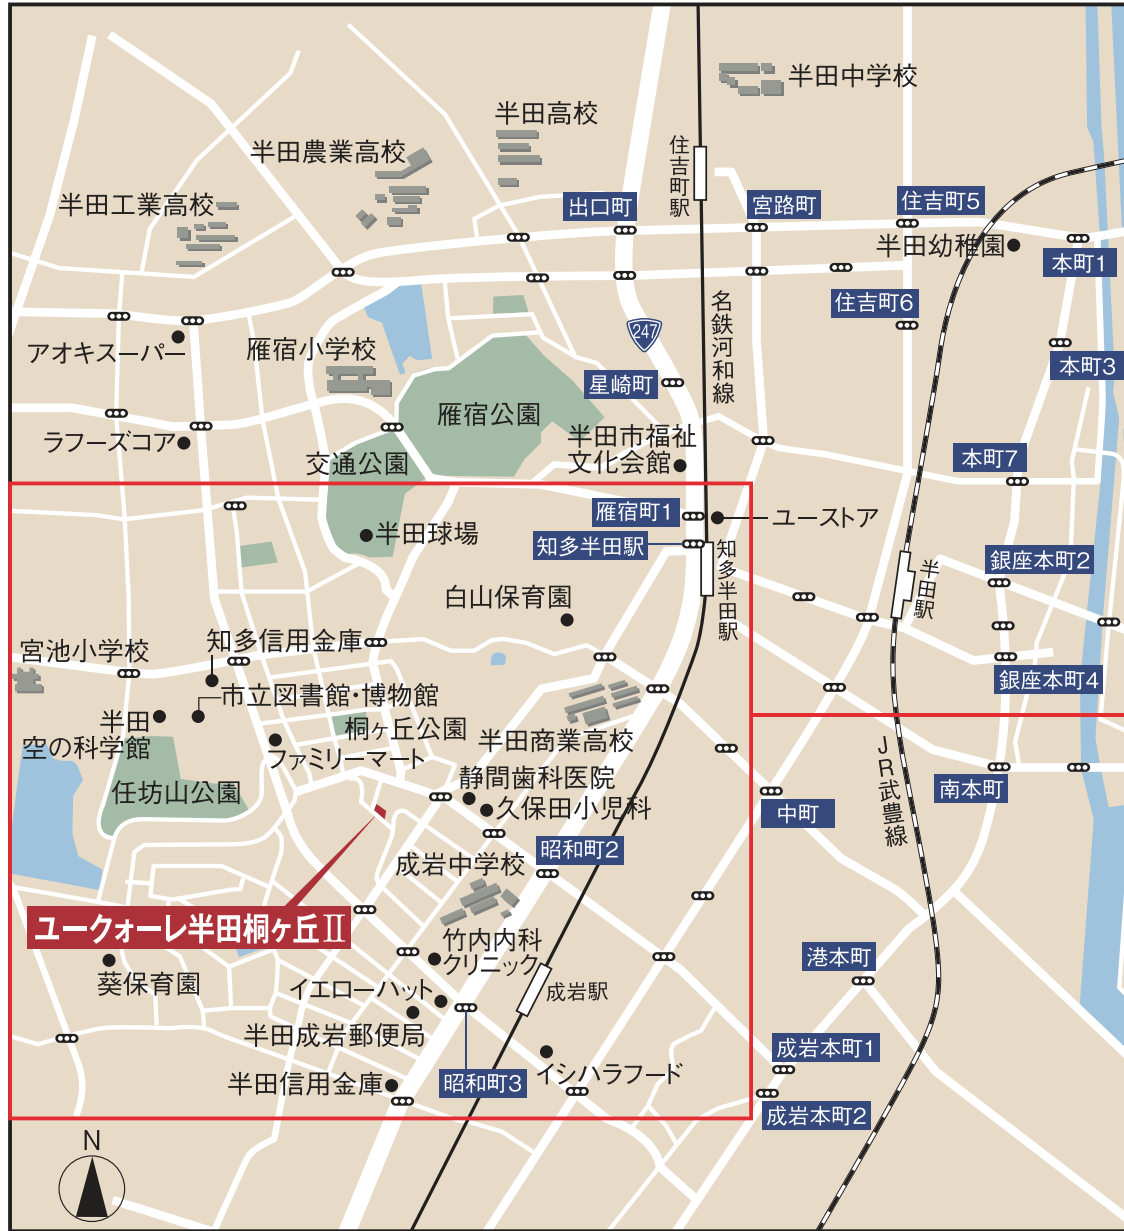 半田中学校
半田高校
半田農業高校
住吉町駅
半田工業高校
出口町
宮路町
住吉町5
半田幼稚園
本町1
住吉町6
名鉄河和線
247
アオキスーパー
雁宿小学校
本町3
星崎町
雁宿公園
ラフーズコア
半田市福祉
文化会館
交通公園
本町7
雁宿町1
ユーストア
半田球場
知多半田駅
知多半田駅
銀座本町2
半田駅
白山保育園
知多信用金庫
宮池小学校
銀座本町4
市立図書館・博物館
半田
空の科学館
桐ヶ丘公園
半田商業高校
ファミリーマート
JR武豊線
静間歯科医院
任坊山公園
久保田小児科
南本町
中町
昭和町2
成岩中学校
ユークォーレ半田桐ヶ丘Ⅱ
竹内内科
クリニック
港本町
葵保育園
イエローハット
成岩駅
半田成岩郵便局
成岩本町1
イシハラフード
半田信用金庫
昭和町3
成岩本町2
N